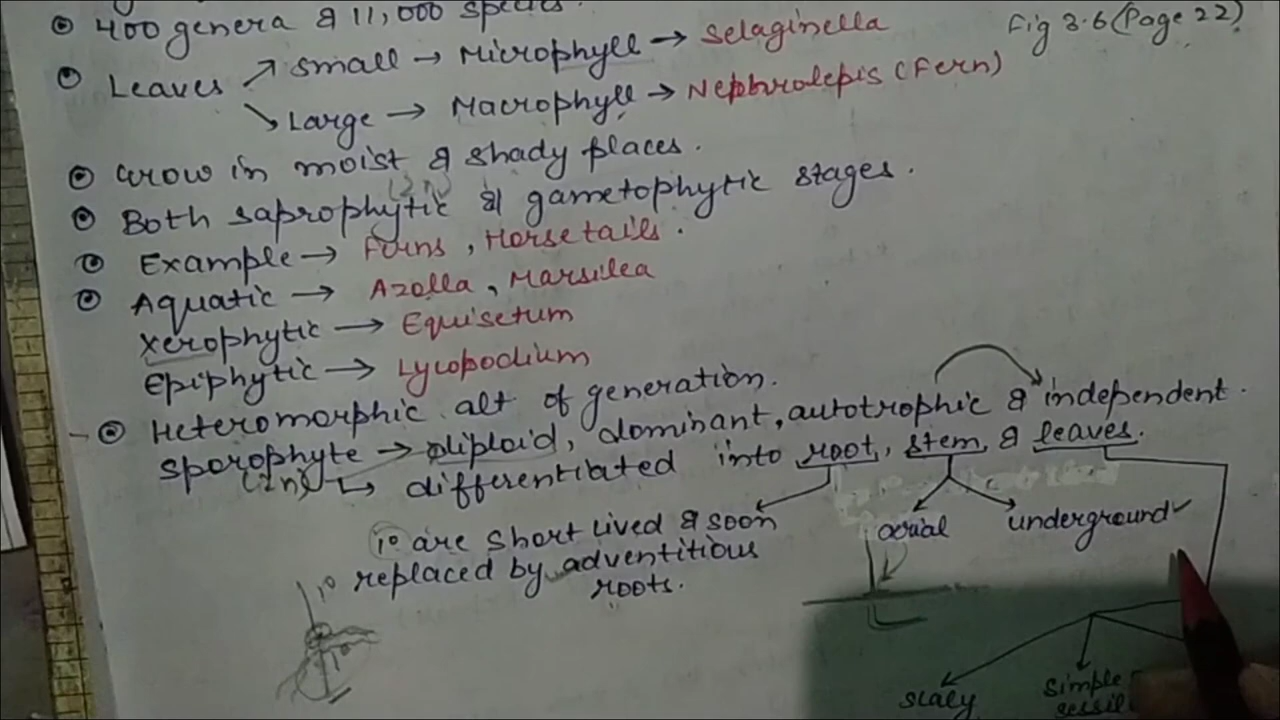 400 genera & 11,000 species.
Fig 3.6 (Page 22)
Leaves ↗ small → Microphyll → Selaginella
↘ Large → Macrophyll → Nephrolepis (Fern)
Grow in moist & shady places.
(2n)
Both saprophytic & gametophytic stages.
Example → Ferns, Horsetails.
Aquatic → Azolla, Marsilea
Xerophytic → Equisetum
Epiphytic → Lycopodium
Heteromorphic alt of generation.
Sporophyte → diploid, dominant, autotrophic & independent.
(2n) ↳ differentiated into root, stem, & leaves.
1° are short lived & soon
replaced by adventitious
roots.
aerial
underground
1°
1°
scaly
simple